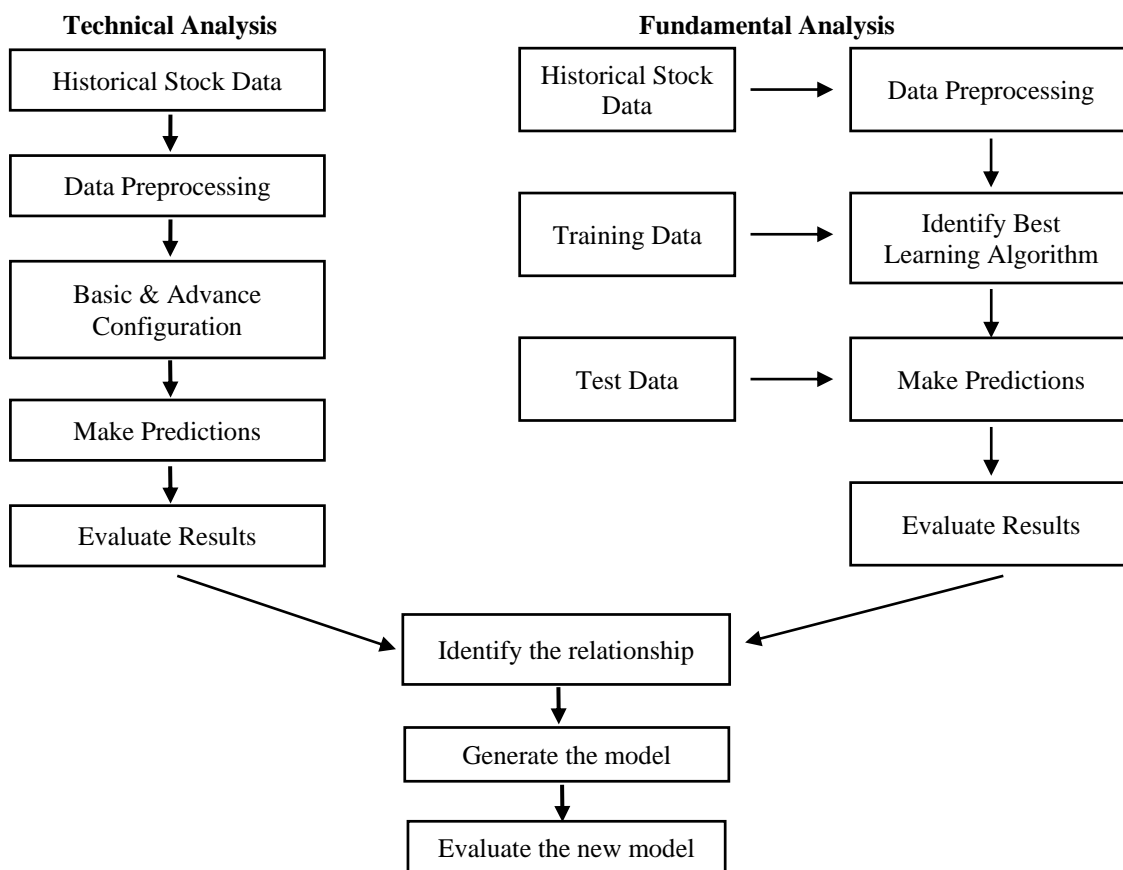 Technical Analysis
Historical Stock Data
Data Preprocessing
Basic & Advance
Configuration
Make Predictions
Evaluate Results
Fundamental Analysis
Historical Stock
Data
Data Preprocessing
Training Data
Identify Best
Learning Algorithm
Test Data
Make Predictions
Evaluate Results
Identify the relationship
Generate the model
Evaluate the new model